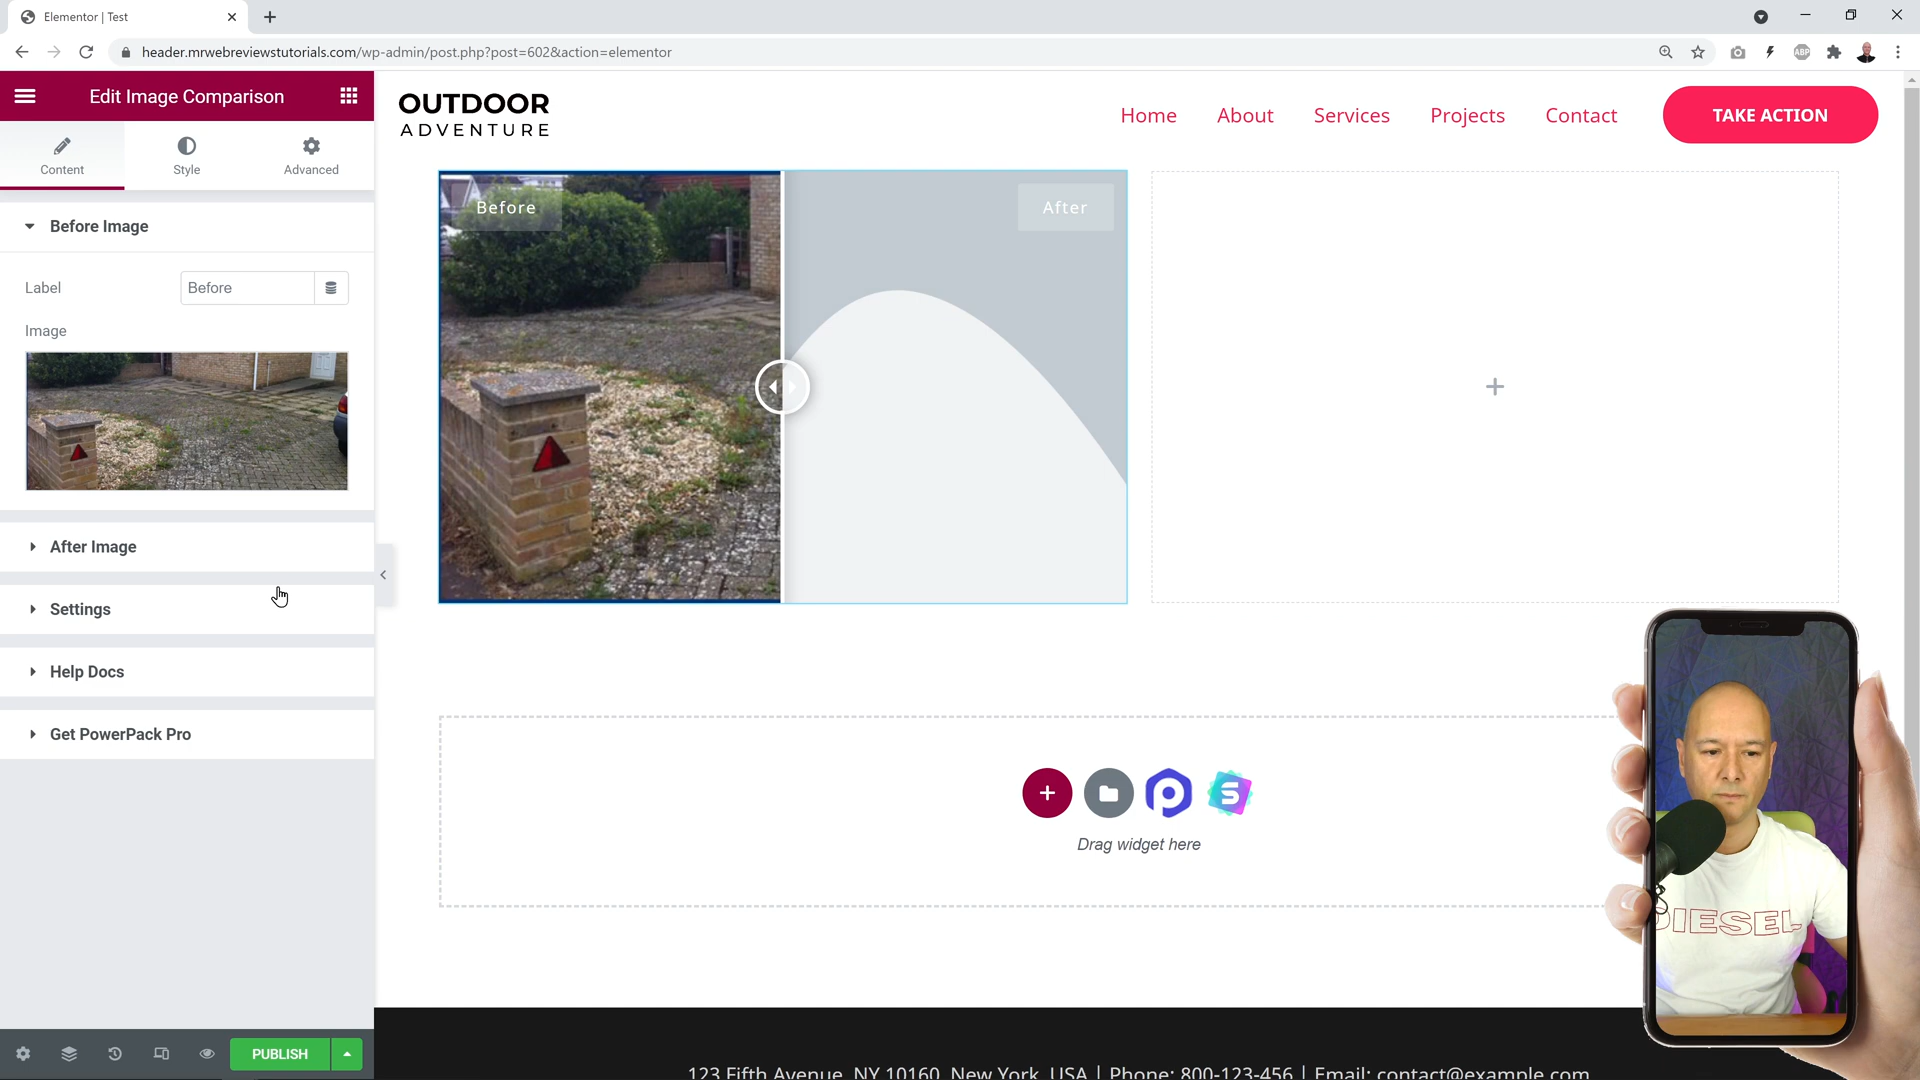 Elementor | Test
header.mrwebreviewstutorials.com/wp-admin/post.php?post=602&action=elementor
ABP
Edit Image Comparison
Content
Style
Advanced
Before Image
Label
Before
Image
After Image
Settings
Help Docs
Get PowerPack Pro
PUBLISH
OUTDOOR
ADVENTURE
Home
About
Services
Projects
Contact
TAKE ACTION
Before
After
Drag widget here
DIESEL
123 Fifth Avenue, NY 10160, New York, USA | Phone: 800-123-456 | Email: contact@example.com